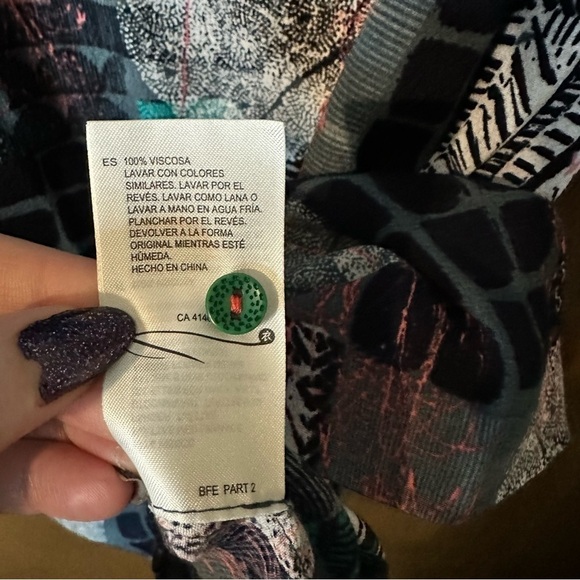 ES 100% VISCOSA
LAVAR CON COLORES
SIMILARES. LAVAR POR EL
REVÉS. LAVAR COMO LANA O
LAVAR A MANO EN AGUA FRÍA.
PLANCHAR POR EL REVÉS.
DEVOLVER A LA FORMA
ORIGINAL MIENTRAS ESTÉ
HÚMEDA.
HECHO EN CHINA
CA
BFE PART 2